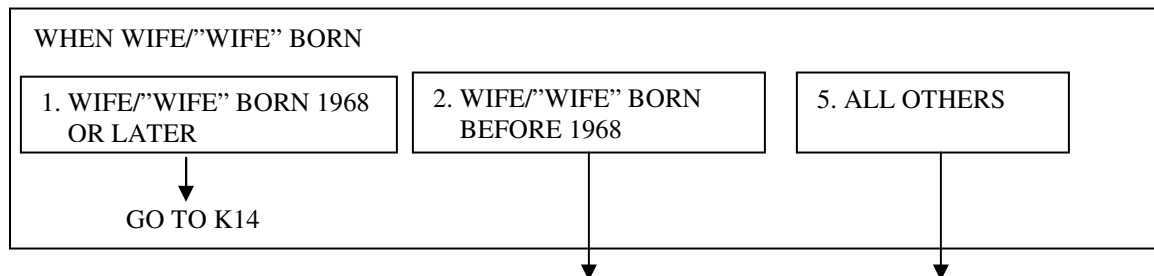 WHEN WIFE/”WIFE” BORN
1. WIFE/”WIFE” BORN 1968
OR LATER
2. WIFE/”WIFE” BORN
BEFORE 1968
5. ALL OTHERS
GO TO K14